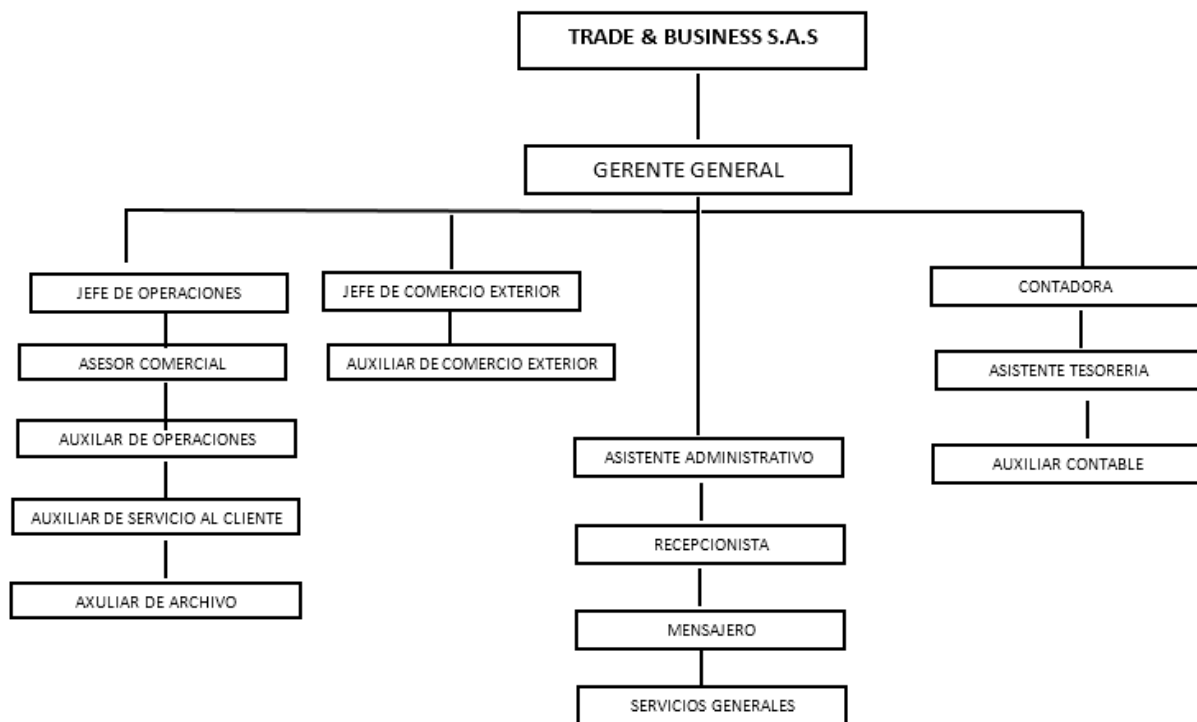 TRADE & BUSINESS S.A.S
GERENTE GENERAL
JEFE DE OPERACIONES
ASESOR COMERCIAL
AUXILAR DE OPERACIONES
AUXILIAR DE SERVICIO AL CLIENTE
AXULIAR DE ARCHIVO
JEFE DE COMERCIO EXTERIOR
AUXILIAR DE COMERCIO EXTERIOR
ASISTENTE ADMINISTRATIVO
RECEPCIONISTA
MENSAJERO
SERVICIOS GENERALES
CONTADORA
ASISTENTE TESORERIA
AUXILIAR CONTABLE